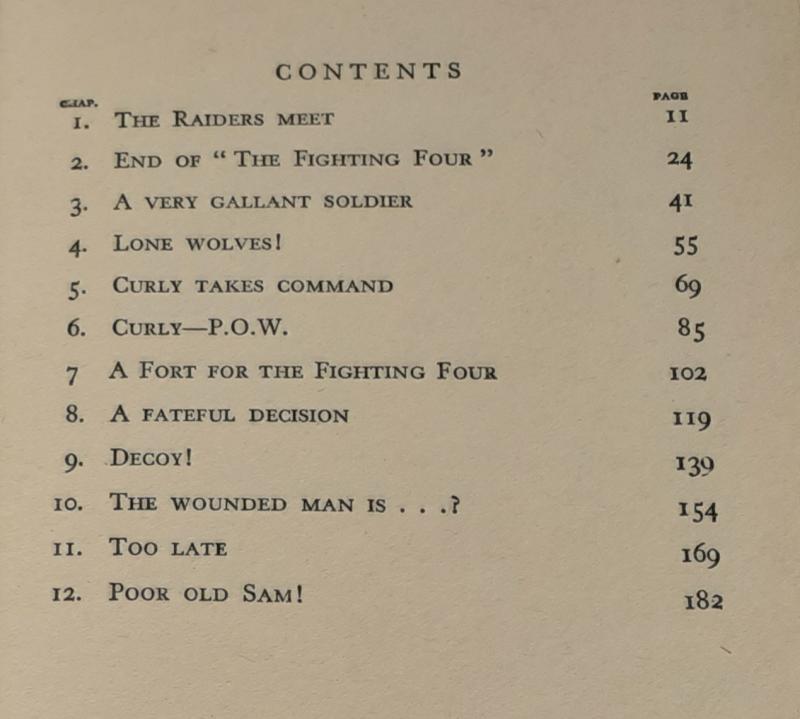 CONTENTS
CHAP. PAGE
1. THE RAIDERS MEET 11
2. END OF “THE FIGHTING FOUR” 24
3. A VERY GALLANT SOLDIER 41
4. LONE WOLVES! 55
5. CURLY TAKES COMMAND 69
6. CURLY—P.O.W. 85
7 A FORT FOR THE FIGHTING FOUR 102
8. A FATEFUL DECISION 119
9. DECOY! 139
10. THE WOUNDED MAN IS . . .? 154
11. TOO LATE 169
12. POOR OLD SAM! 182